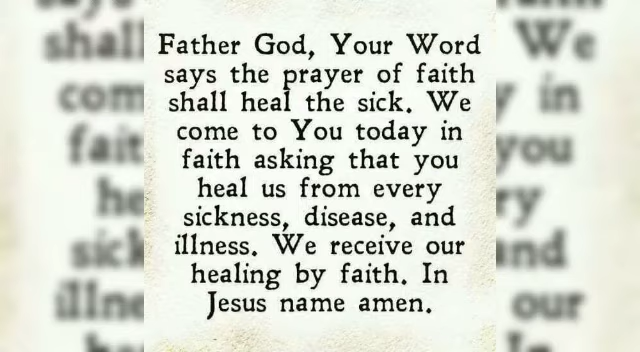 Father God, Your Word
says the prayer of faith
shall heal the sick. We
come to You today in
faith asking that you
heal us from every
sickness, disease, and
illness. We receive our
healing by faith. In
Jesus name amen.